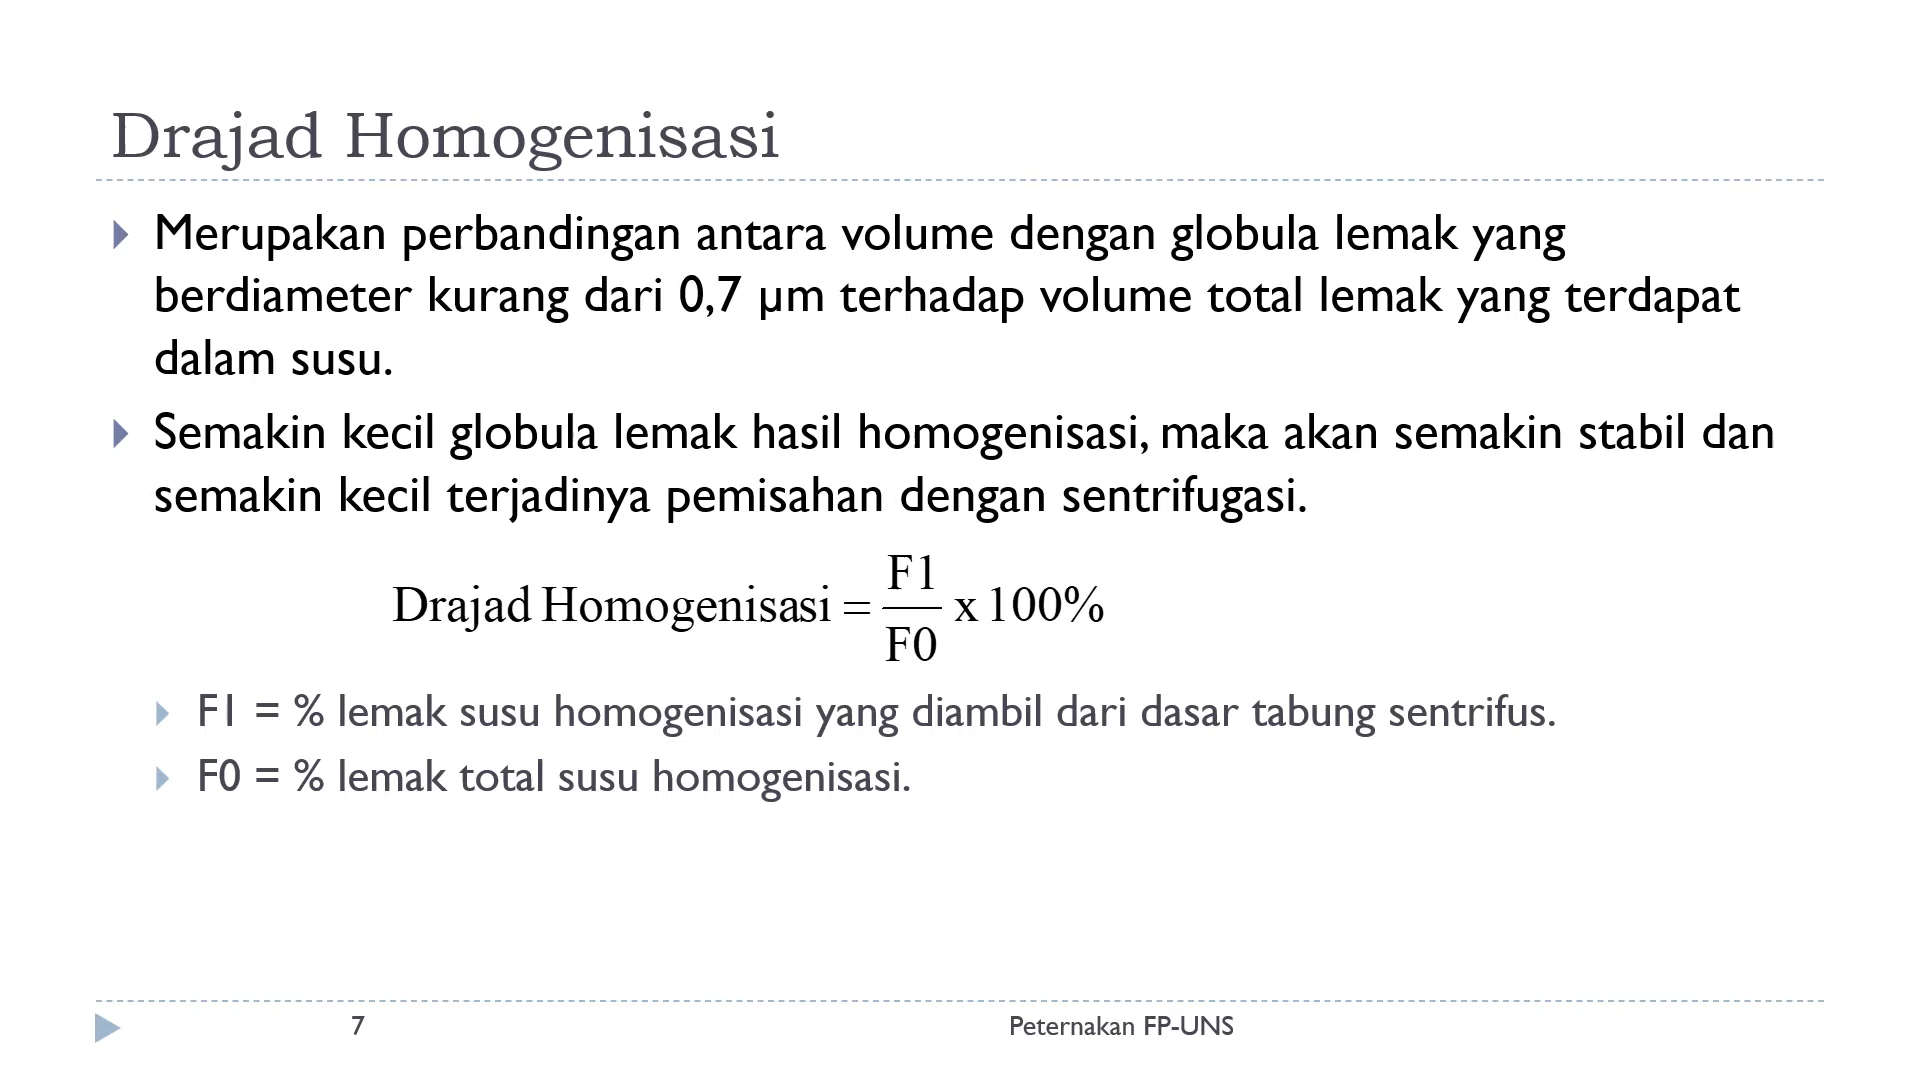 Drajad Homogenisasi
Merupakan perbandingan antara volume dengan globula lemak yang
berdiameter kurang dari 0,7 µm terhadap volume total lemak yang terdapat
dalam susu.
Semakin kecil globula lemak hasil homogenisasi, maka akan semakin stabil dan
semakin kecil terjadinya pemisahan dengan sentrifugasi.
Drajad Homogenisasi = F1/F0 x 100%
F1 = % lemak susu homogenisasi yang diambil dari dasar tabung sentrifus.
F0 = % lemak total susu homogenisasi.
7 Peternakan FP-UNS